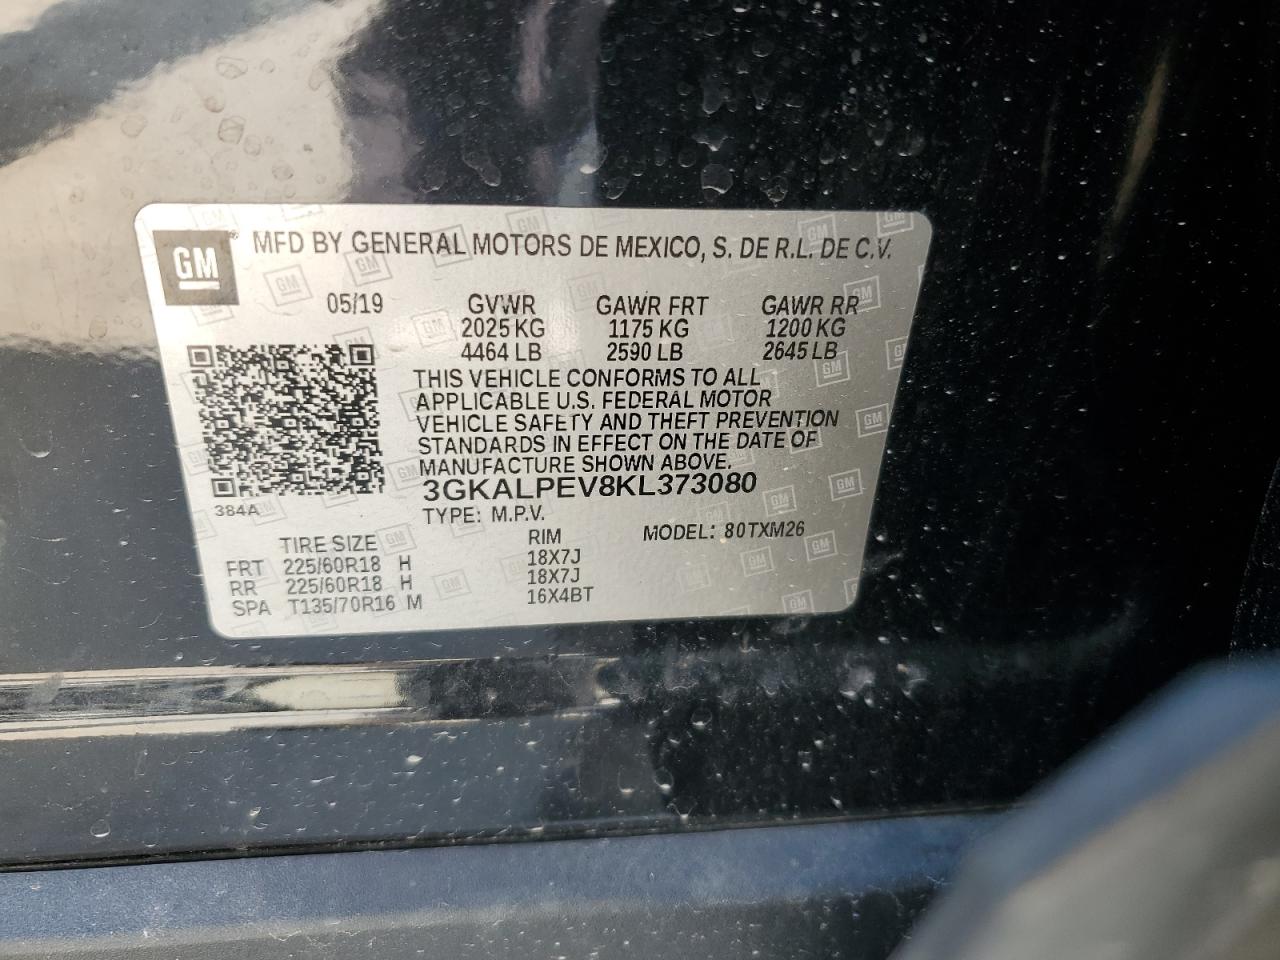 GM ® MFD BY GENERAL MOTORS DE MEXICO, S. DE R.L. DE C.V.
05/19 GVWR GAWR FRT GAWR RR
2025 KG 1175 KG 1200 KG
4464 LB 2590 LB 2645 LB
THIS VEHICLE CONFORMS TO ALL
APPLICABLE U.S. FEDERAL MOTOR
VEHICLE SAFETY AND THEFT PREVENTION
STANDARDS IN EFFECT ON THE DATE OF
MANUFACTURE SHOWN ABOVE.
3GKALPEV8KL373080
384A
TYPE: M.P.V. MODEL: 80TXM26
TIRE SIZE RIM
FRT 225/60R18 H 18X7J
RR 225/60R18 H 18X7J
SPA T135/70R16 M 16X4BT